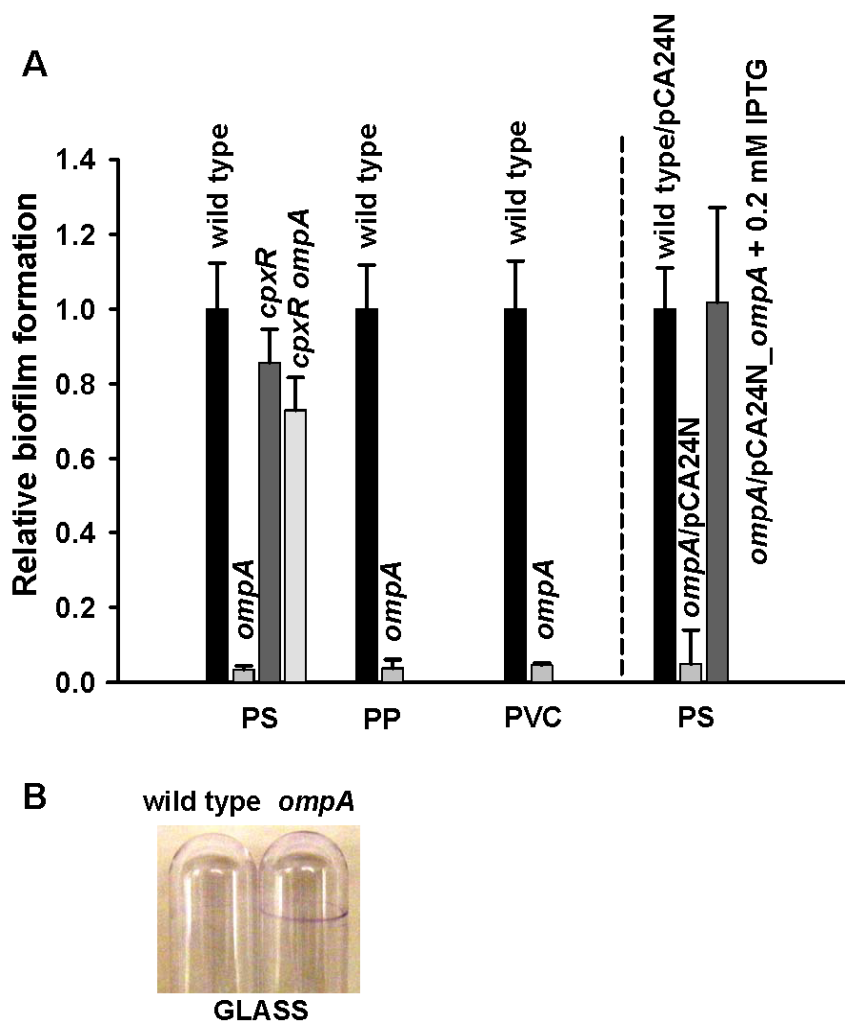 A
Relative biofilm formation
1.4
1.2
1.0
0.8
0.6
0.4
0.2
0.0
wild type
ompA
cpxR
cpxR ompA
wild type
ompA
wild type
ompA
wild type/pCA24N
ompA/pCA24N
ompA/pCA24N_ompA + 0.2 mM IPTG
PS
PP
PVC
PS
B
wild type ompA
GLASS